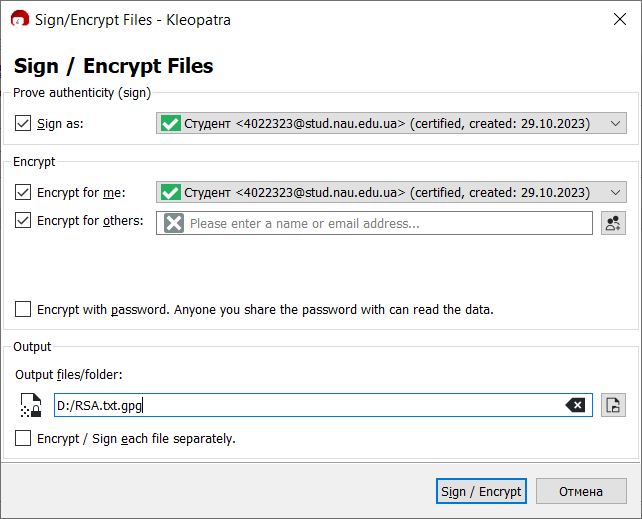 Sign/Encrypt Files - Kleopatra
Sign / Encrypt Files
Prove authenticity (sign)
Sign as: Студент <4022323@stud.nau.edu.ua> (certified, created: 29.10.2023)
Encrypt
Encrypt for me: Студент <4022323@stud.nau.edu.ua> (certified, created: 29.10.2023)
Encrypt for others: Please enter a name or email address...
Encrypt with password. Anyone you share the password with can read the data.
Output
Output files/folder:
D:/RSA.txt.gpg
Encrypt / Sign each file separately.
Sign / Encrypt Отмена